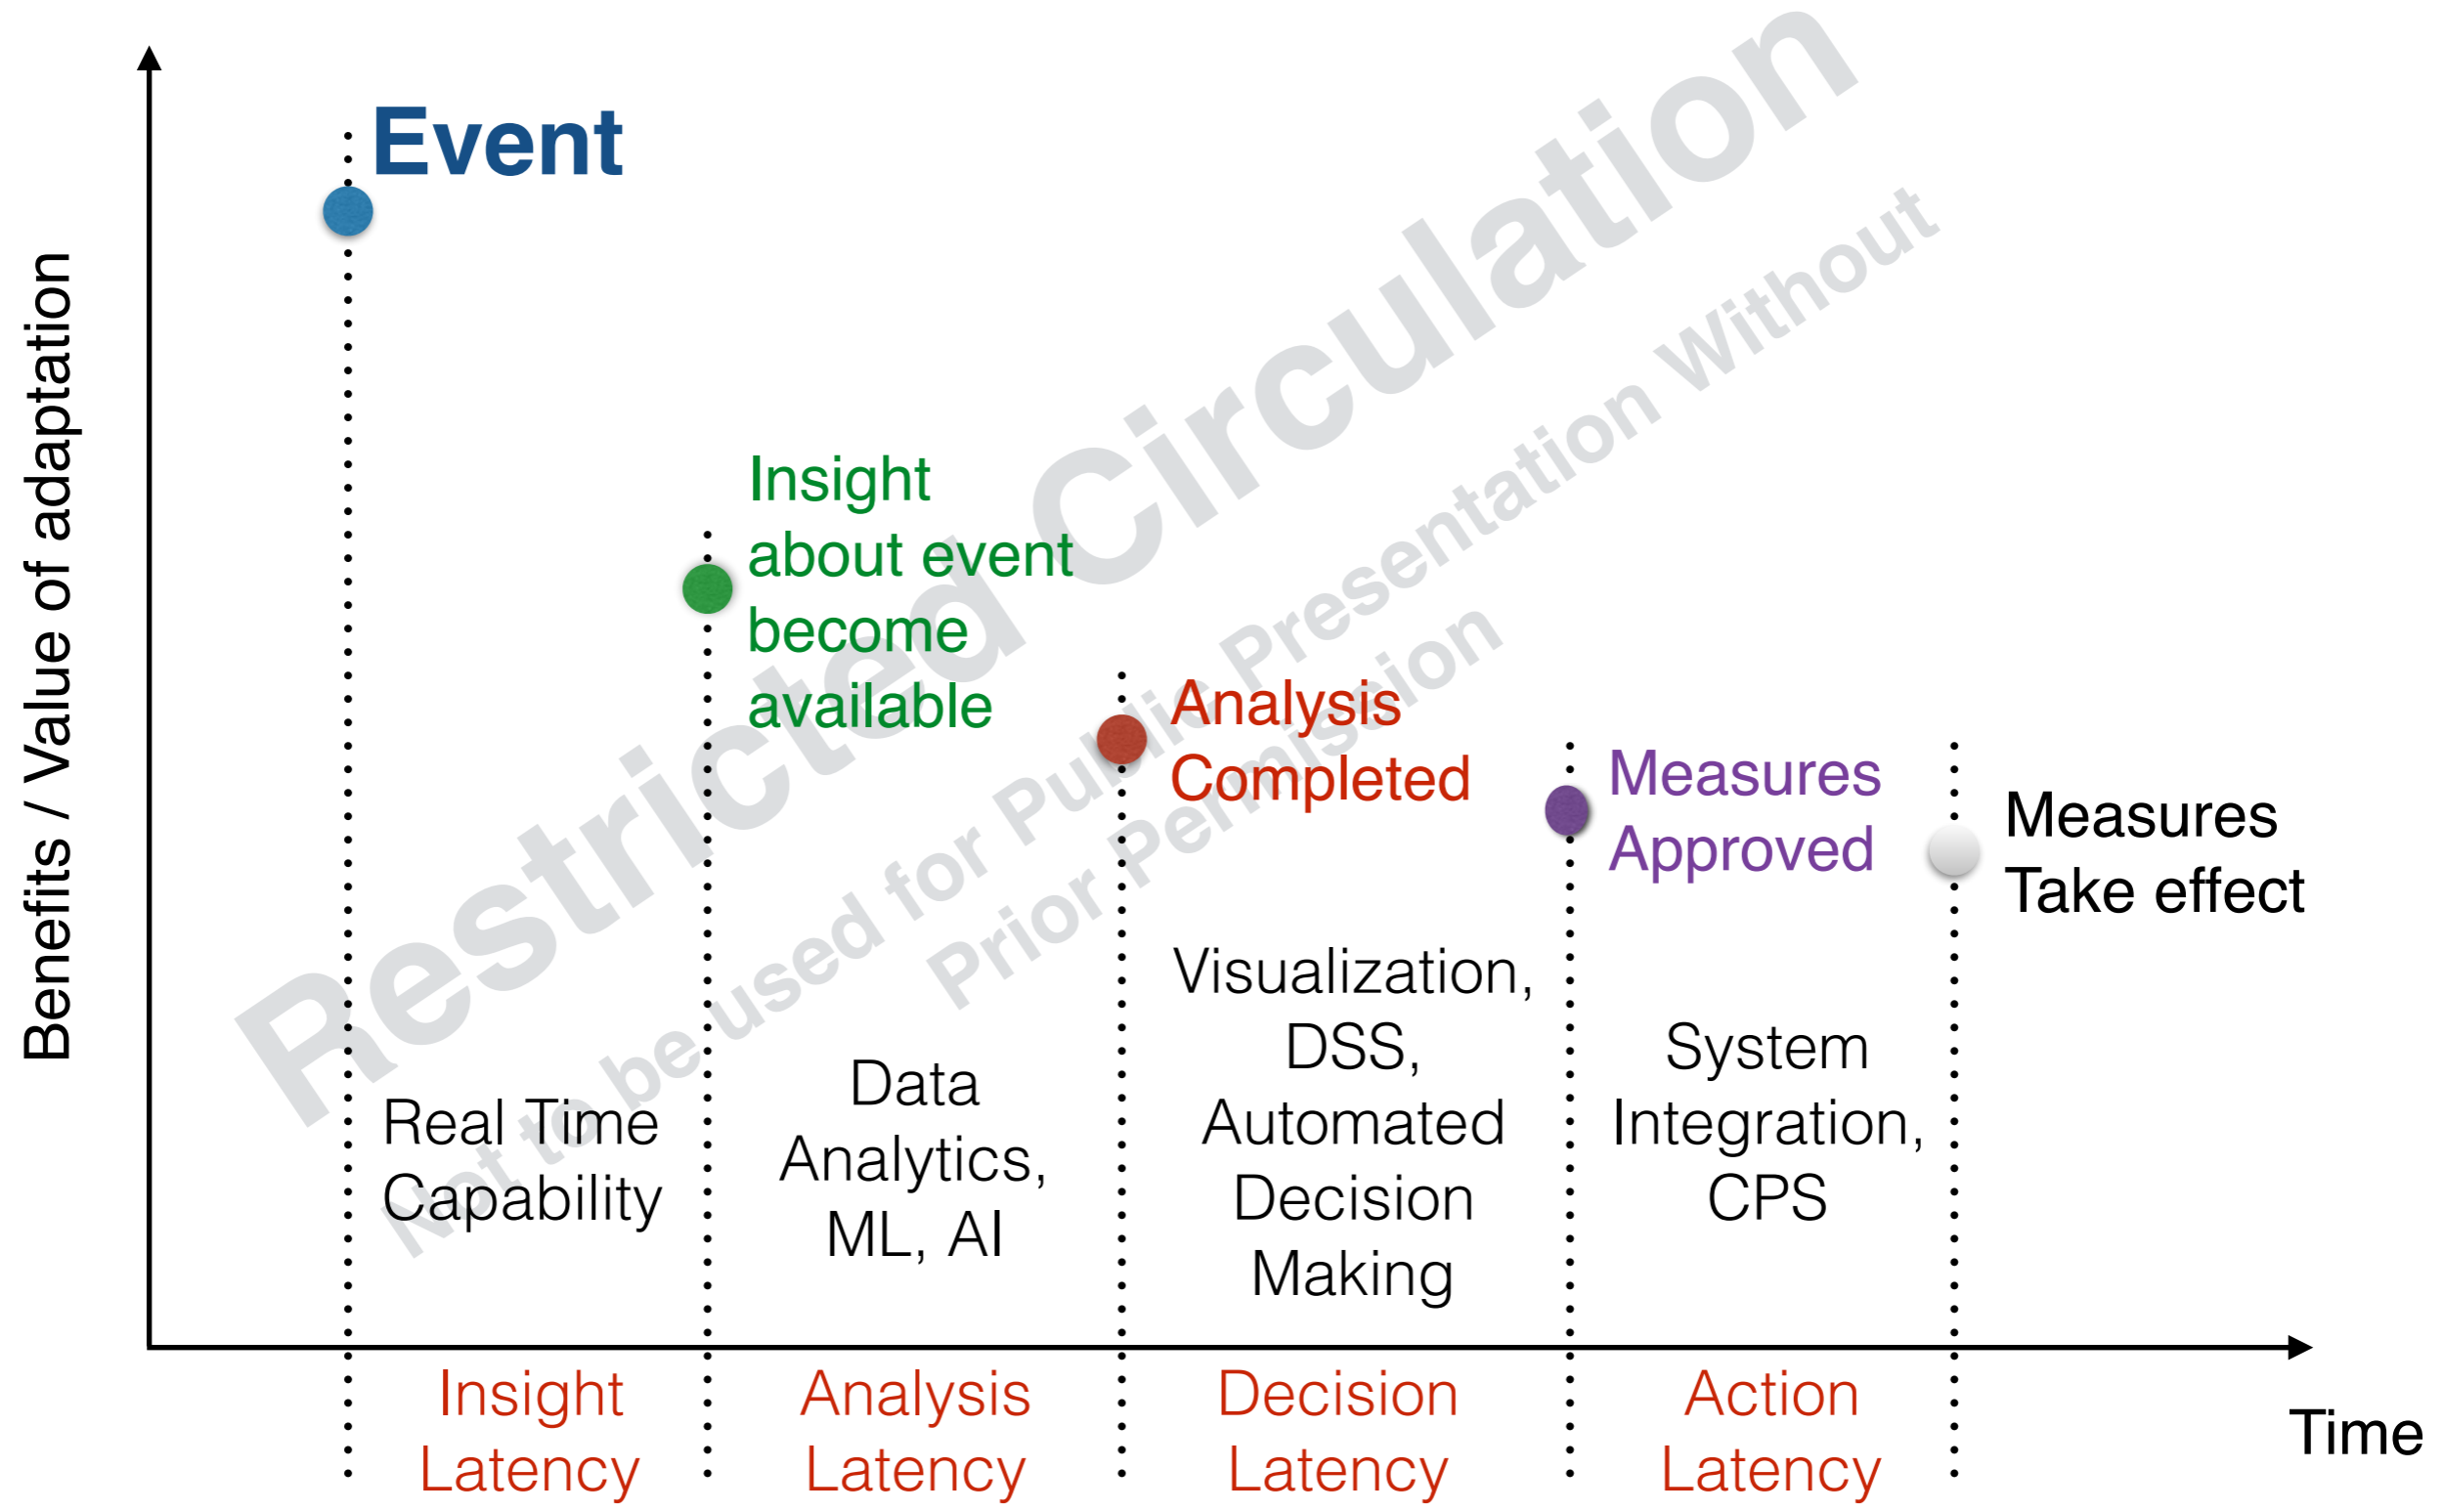 Event
Benefits / Value of adaptation
Insight
about event
become
available
Analysis
Completed
Measures
Approved
Measures
Take effect
Real Time
Capability
Data
Analytics,
ML, AI
Visualization,
DSS,
Automated
Decision
Making
System
Integration,
CPS
Insight
Latency
Analysis
Latency
Decision
Latency
Action
Latency
Time
Restricted Circulation
Not to be used for Public Presentation Without
Prior Permission